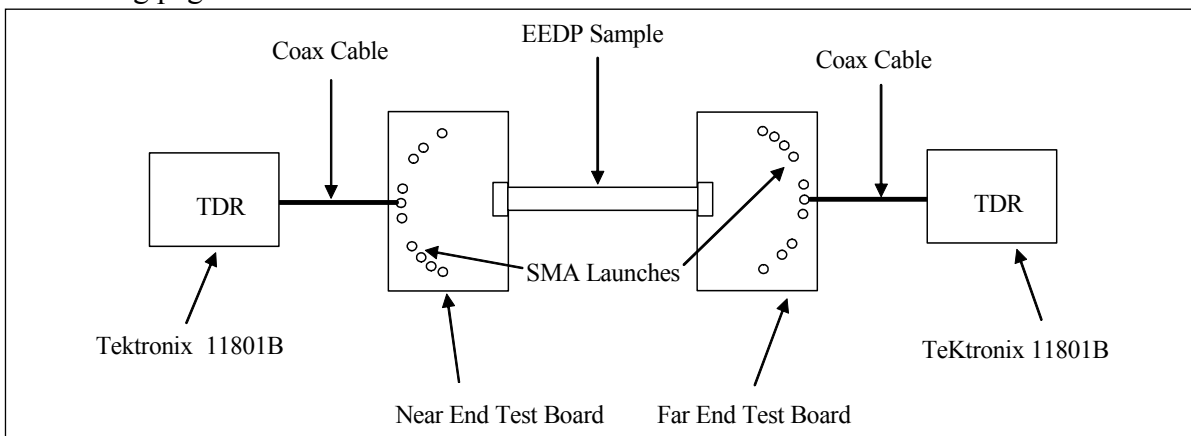 EEDP Sample
Coax Cable
Coax Cable
TDR
TDR
SMA Launches
Tektronix 11801B
TeKtronix 11801B
Near End Test Board
Far End Test Board